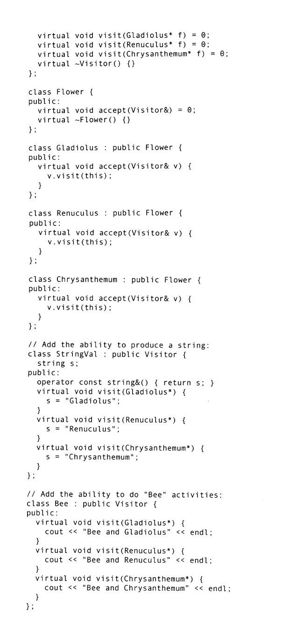 virtual void visit(Gladiolus* f) = 0;
virtual void visit(Renuculus* f) = 0;
virtual void visit(Chrysanthemum* f) = 0;
virtual ~Visitor() {}
};
class Flower {
public:
virtual void accept(Visitor&) = 0;
virtual ~Flower() {}
};
class Gladiolus : public Flower {
public:
virtual void accept(Visitor& v) {
v.visit(this);
}
};
class Renuculus : public Flower {
public:
virtual void accept(Visitor& v) {
v.visit(this);
}
};
class Chrysanthemum : public Flower {
public:
virtual void accept(Visitor& v) {
v.visit(this);
}
};
// Add the ability to produce a string:
class StringVal : public Visitor {
string s;
public:
operator const string&() { return s; }
virtual void visit(Gladiolus*) {
s = "Gladiolus";
}
virtual void visit(Renuculus*) {
s = "Renuculus";
}
virtual void visit(Chrysanthemum*) {
s = "Chrysanthemum";
}
};
// Add the ability to do "Bee" activities:
class Bee : public Visitor {
public:
virtual void visit(Gladiolus*) {
cout << "Bee and Gladiolus" << endl;
}
virtual void visit(Renuculus*) {
cout << "Bee and Renuculus" << endl;
}
virtual void visit(Chrysanthemum*) {
cout << "Bee and Chrysanthemum" << endl;
}
};